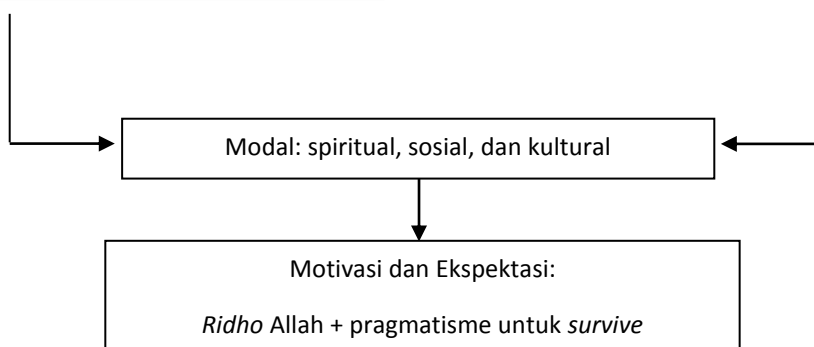 Modal: spiritual, sosial, dan kultural
Motivasi dan Ekspektasi:
Ridho Allah + pragmatisme untuk survive